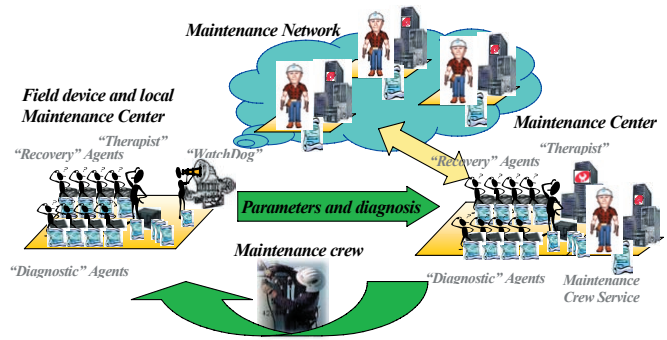 Maintenance Network
Field device and local
Maintenance Center
“Therapist”
“Recovery” Agents
“WatchDog”
“Diagnostic” Agents
Parameters and diagnosis
Maintenance crew
Maintenance Center
“Therapist”
“Recovery” Agents
“Diagnostic” Agents
Maintenance
Crew Service